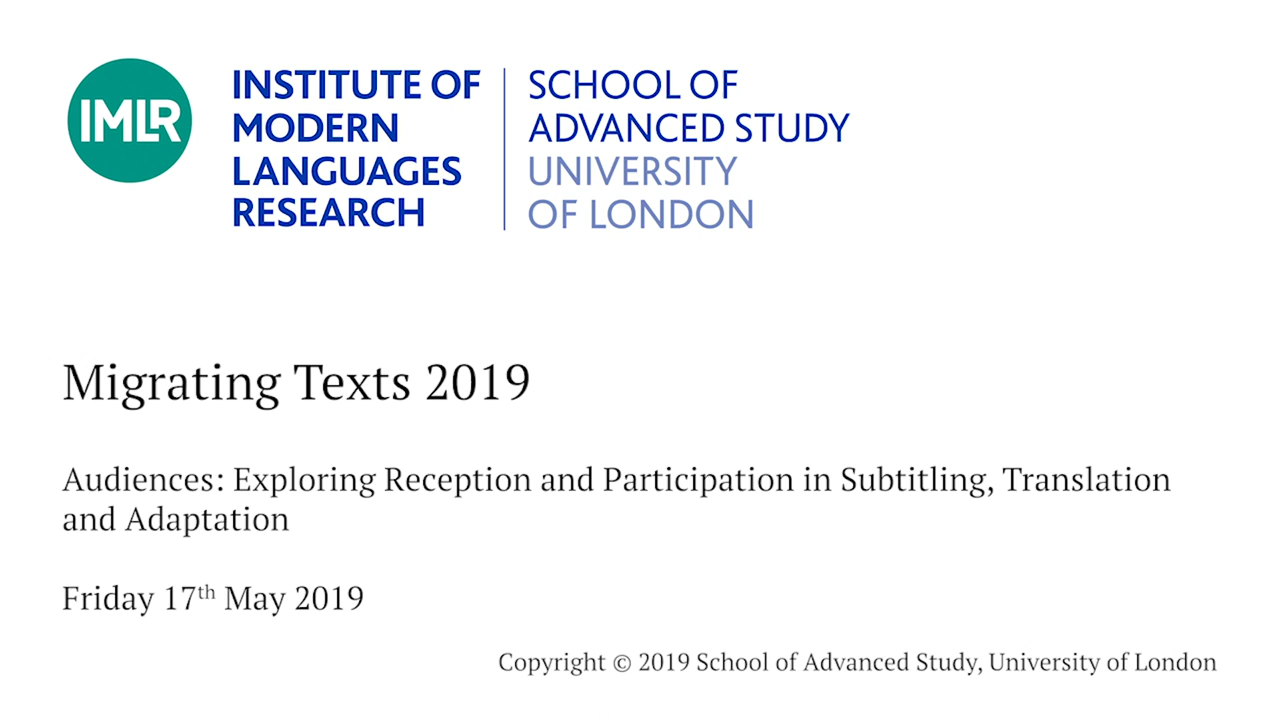 IMLR
INSTITUTE OF
MODERN
LANGUAGES
RESEARCH
SCHOOL OF
ADVANCED STUDY
UNIVERSITY
OF LONDON
Migrating Texts 2019
Audiences: Exploring Reception and Participation in Subtitling, Translation
and Adaptation
Friday 17th May 2019
Copyright © 2019 School of Advanced Study, University of London